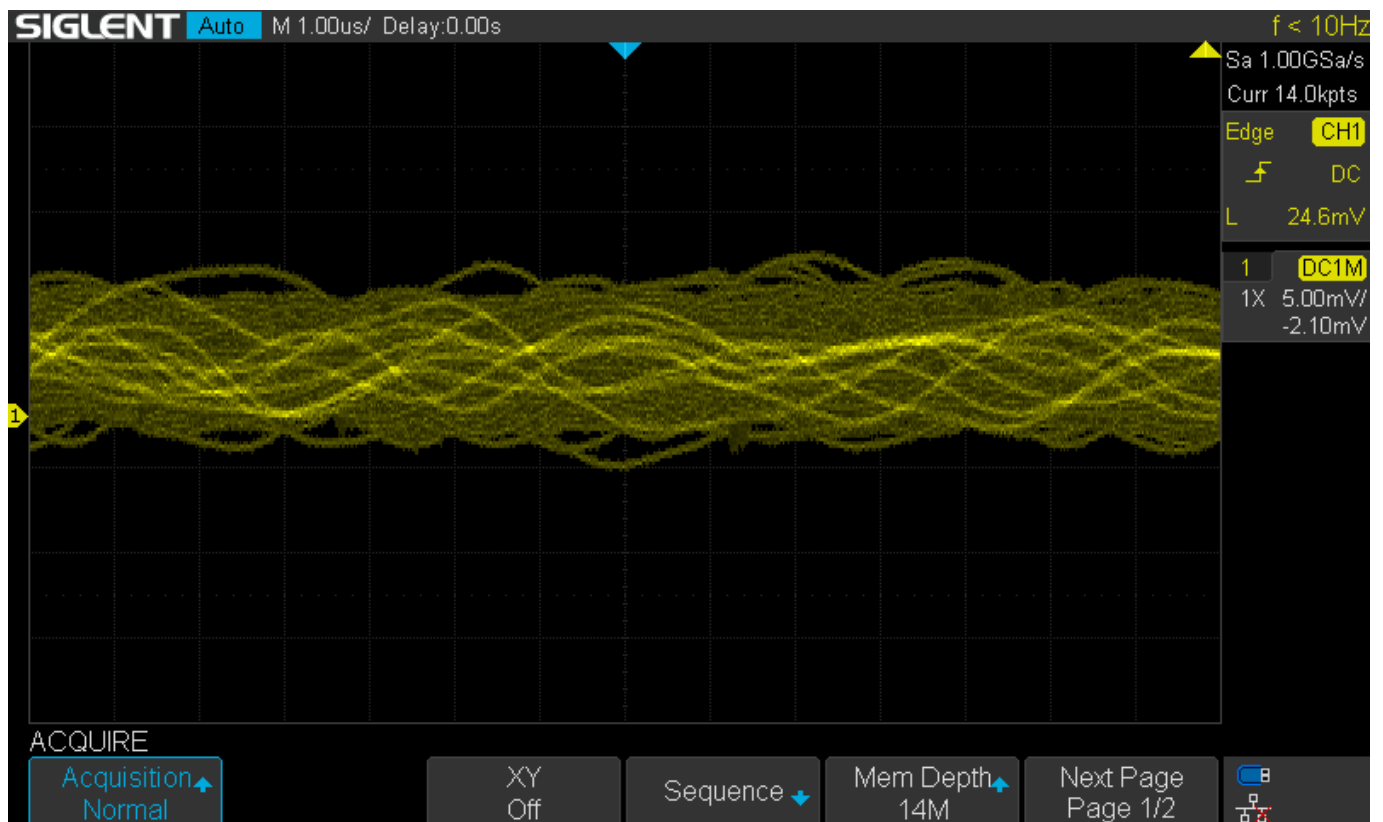 SIGLENT Auto M 1.00us/ Delay:0.00s f < 10Hz
Sa 1.00GSa/s
Curr 14.0kpts
Edge CH1
DC
L 24.6mV
1 DC1M
1X 5.00mV/
-2.10mV
1
ACQUIRE
Acquisition
Normal
XY
Off
Sequence
Mem Depth
14M
Next Page
Page 1/2